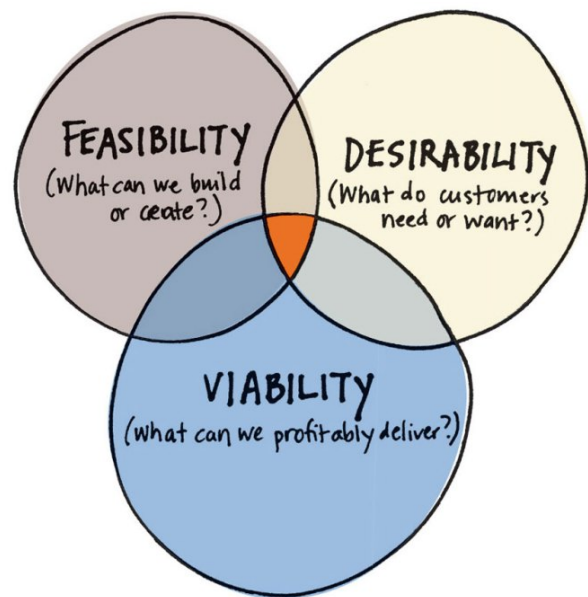 FEASIBILITY
(What can we build
or create?)
DESIRABILITY
(What do customers
need or want?)
VIABILITY
(What can we profitably deliver?)